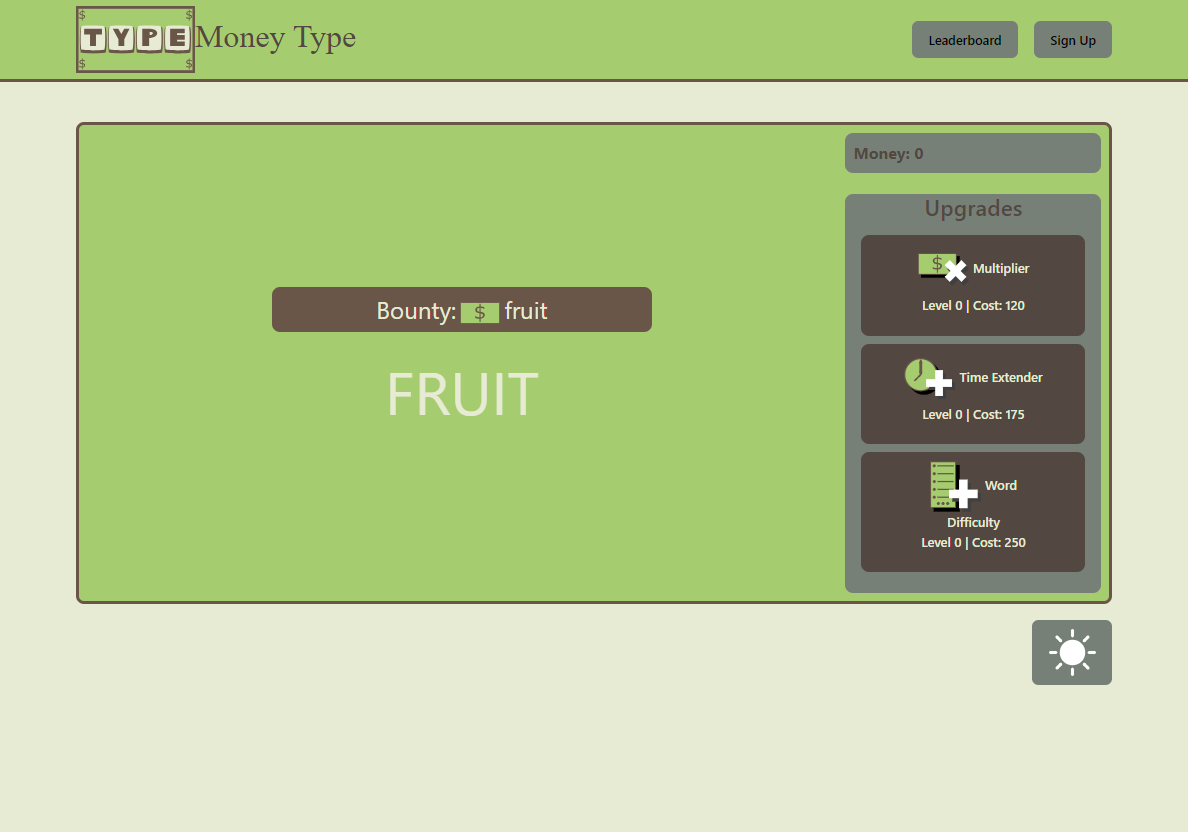 $ $
TYPE
$ $
Money Type
Leaderboard
Sign Up
Bounty: $ fruit
FRUIT
Money: 0
Upgrades
$ Multiplier
Level 0 | Cost: 120
Time Extender
Level 0 | Cost: 175
Word
Difficulty
Level 0 | Cost: 250